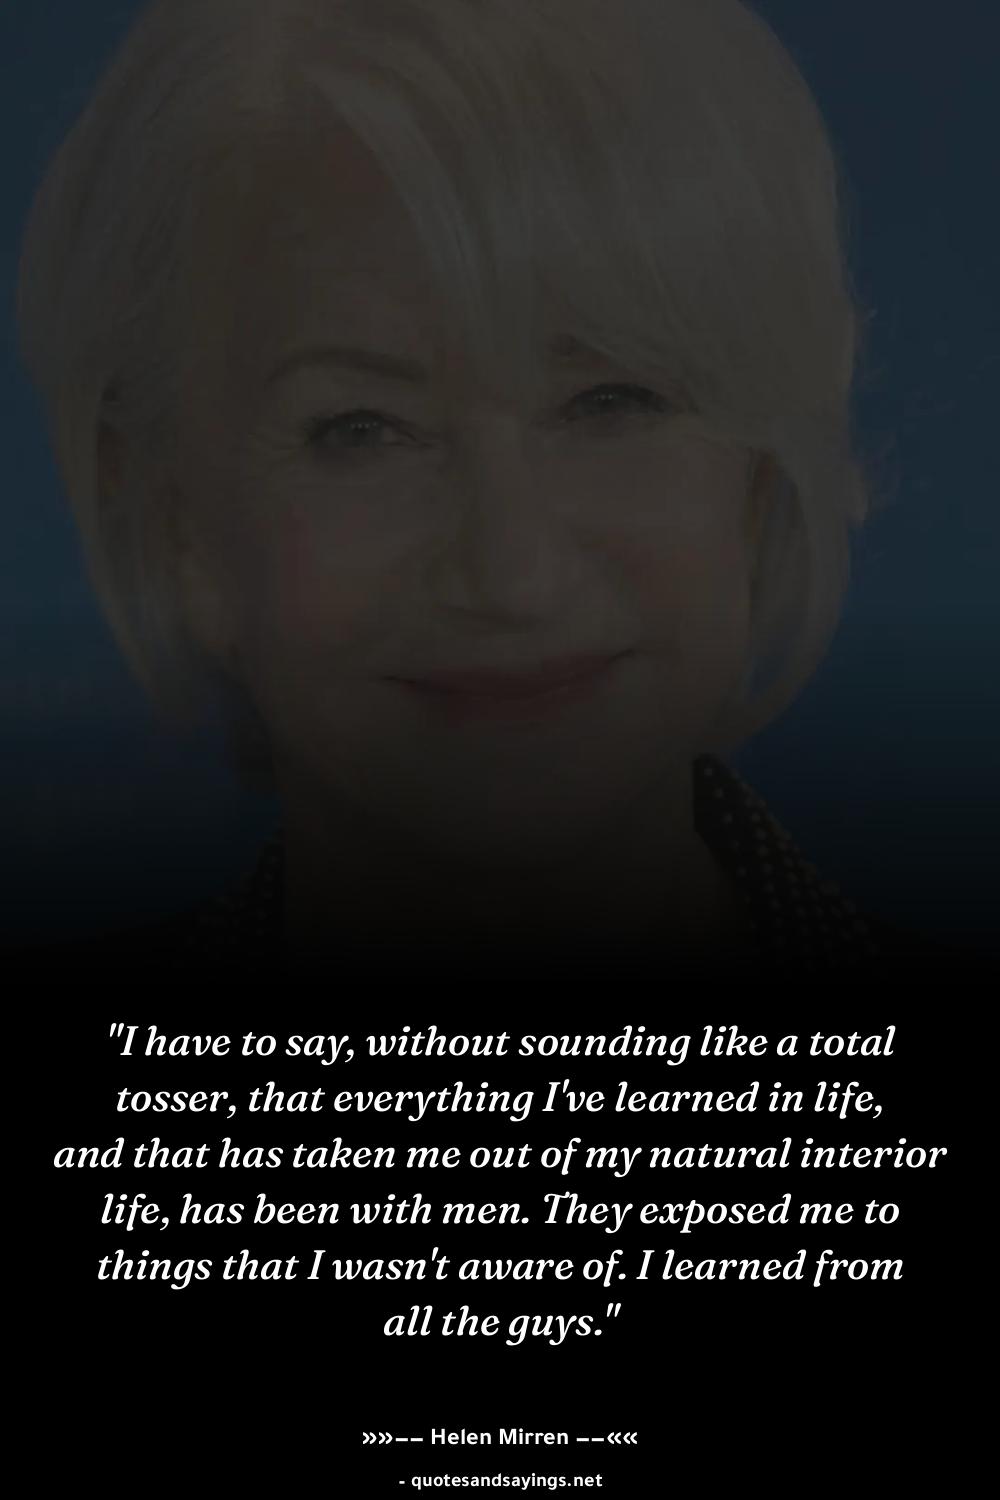 "I have to say, without sounding like a total
tosser, that everything I've learned in life,
and that has taken me out of my natural interior
life, has been with men. They exposed me to
things that I wasn't aware of. I learned from
all the guys."
»»−− Helen Mirren −−««
- quotesandsayings.net